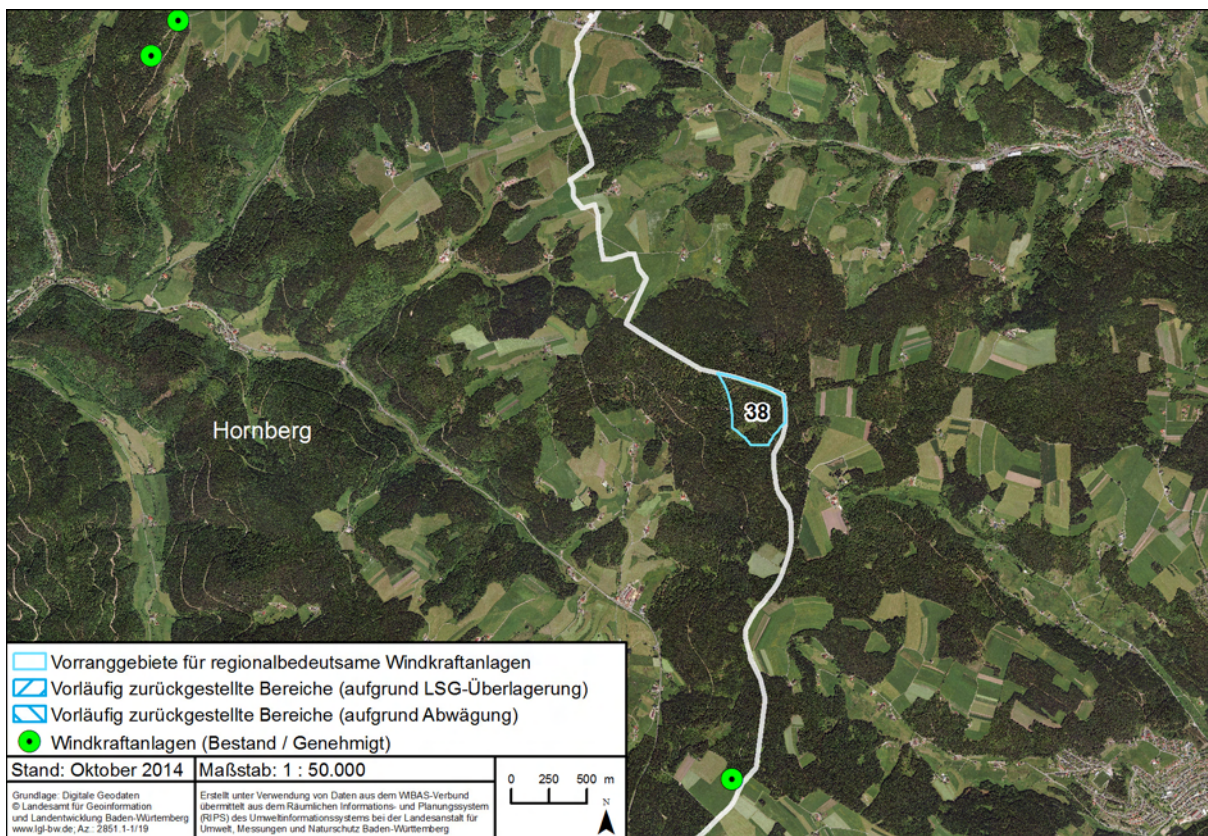 38
Hornberg
Vorranggebiete für regionalbedeutsame Windkraftanlagen
Vorläufig zurückgestellte Bereiche (aufgrund LSG-Überlagerung)
Vorläufig zurückgestellte Bereiche (aufgrund Abwägung)
Windkraftanlagen (Bestand / Genehmigt)
Stand: Oktober 2014
Maßstab: 1 : 50.000
Grundlage: Digitale Geodaten
© Landesamt für Geoinformation
und Landentwicklung Baden-Würtemberg
www.lgl-bw.de; Az.: 2851.1-1/19
Erstellt unter Verwendung von Daten aus dem WIBAS-Verbund
übermittelt aus dem Räumlichen Informations- und Planungssystem
(RIPS) des Umweltinformationssystems bei der Landesanstalt für
Umwelt, Messungen und Naturschutz Baden-Württemberg
0 250 500 m
N